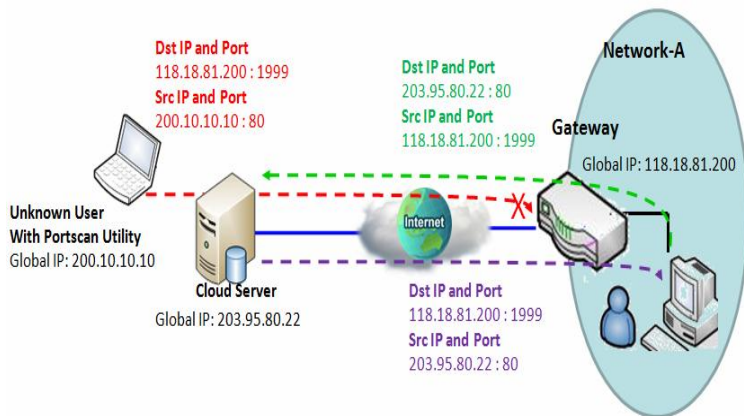 Network-A
Dst IP and Port
118.18.81.200 : 1999
Src IP and Port
200.10.10.10 : 80
Dst IP and Port
203.95.80.22 : 80
Src IP and Port
118.18.81.200 : 1999
Gateway
Global IP: 118.18.81.200
Unknown User
With Portscan Utility
Global IP: 200.10.10.10
Internet
Cloud Server
Global IP: 203.95.80.22
Dst IP and Port
118.18.81.200 : 1999
Src IP and Port
203.95.80.22 : 80